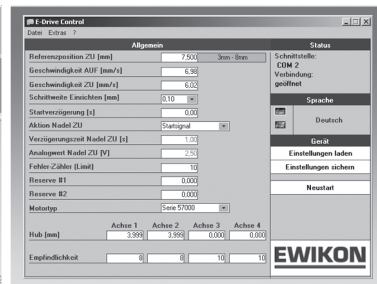 E-Drive Control
Datei Extras ?
Allgemein
Referenzposition ZU [mm] 7,500 3mm - 8mm
Geschwindigkeit AUF [mm/s] 6,98
Geschwindigkeit ZU [mm/s] 6,02
Schrittweite Einrichten [mm] 0,10
Startverzögerung [s] 0,00
Aktion Nadel ZU Startsignal
Verzögerungszeit Nadel ZU [s] 1,00
Analogwert Nadel ZU [V] 2,50
Fehler-Zähler (Limit) 10
Reserve #1 0,000
Reserve #2 0,000
Motortyp Serie 57000
Achse 1 Achse 2 Achse 3 Achse 4
Hub [mm] 3,999 3,999 0,000 0,000
Empfindlichkeit 8 8 10 10
Status
Schnittstelle:
COM 2
Verbindung:
geöffnet
Sprache
Deutsch
Gerät
Einstellungen laden
Einstellungen sichern
Neustart
EWIKON